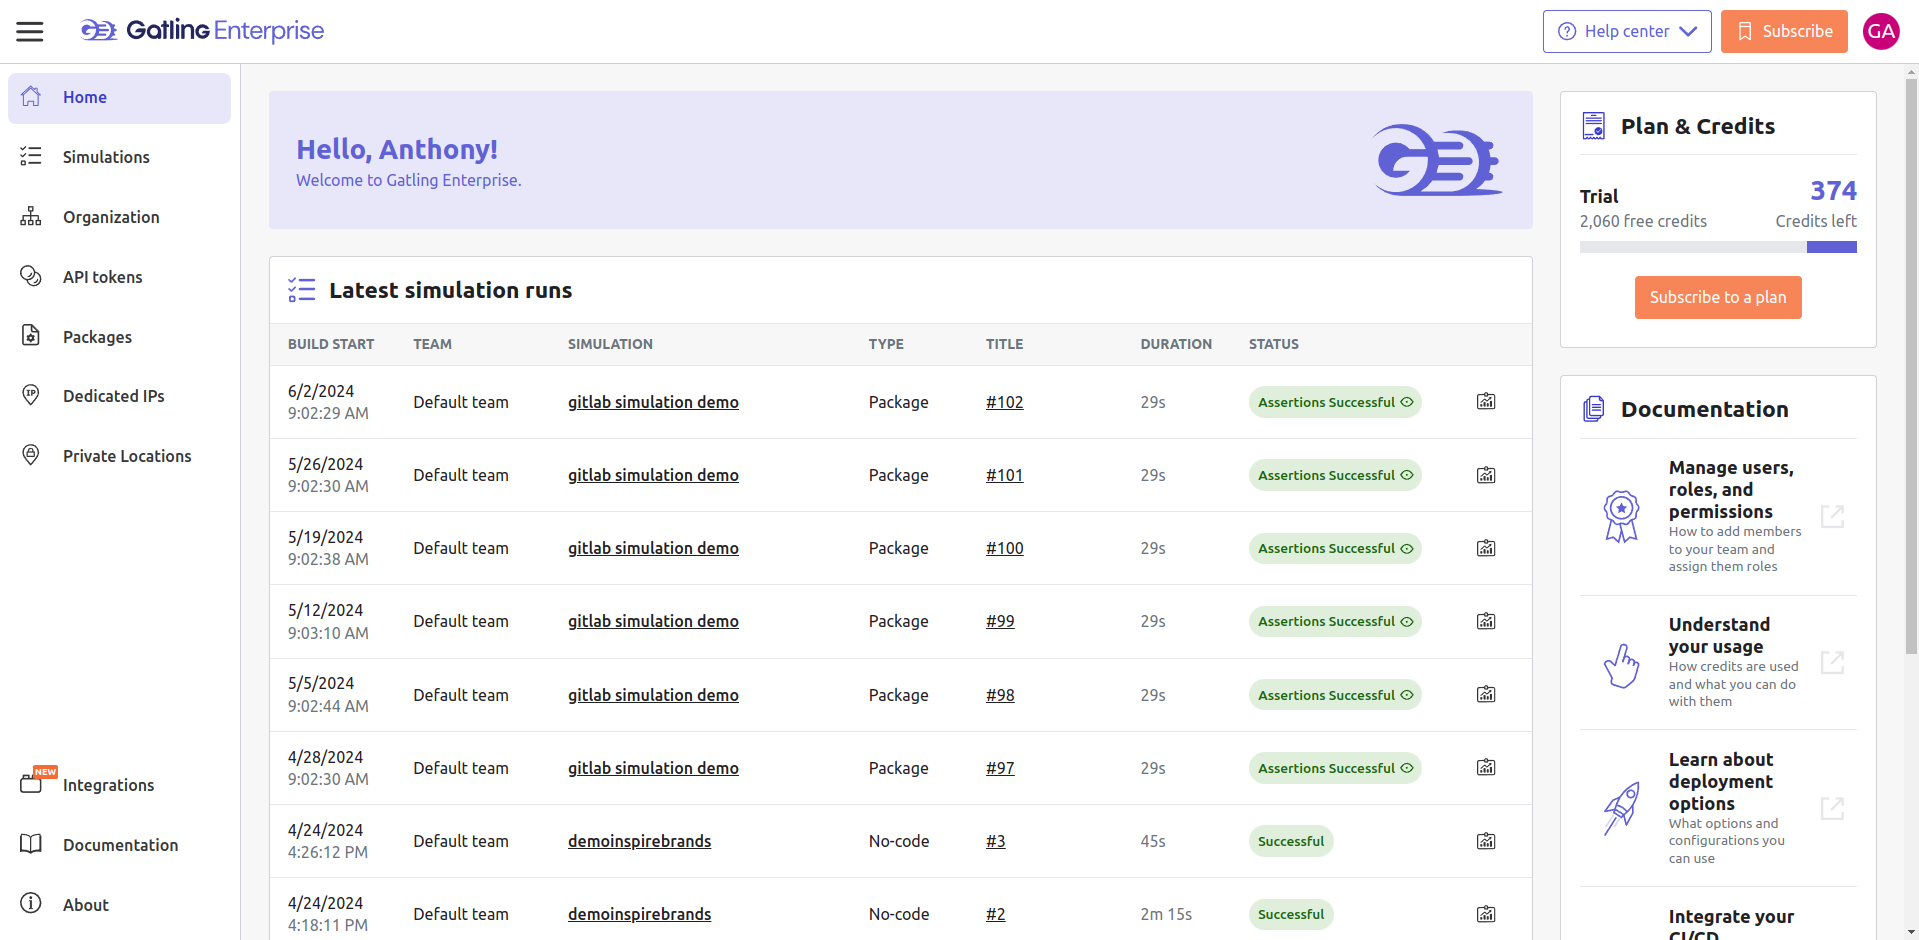 Gatling Enterprise
Help center
Subscribe
GA
Home
Simulations
Organization
API tokens
Packages
IP
Dedicated IPs
Private Locations
NEW
Integrations
Documentation
About
Hello, Anthony!
Welcome to Gatling Enterprise.
Latest simulation runs
BUILD START TEAM SIMULATION TYPE TITLE DURATION STATUS
6/2/2024
9:02:29 AM
Default team gitlab simulation demo Package #102 29s Assertions Successful
5/26/2024
9:02:30 AM
Default team gitlab simulation demo Package #101 29s Assertions Successful
5/19/2024
9:02:38 AM
Default team gitlab simulation demo Package #100 29s Assertions Successful
5/12/2024
9:03:10 AM
Default team gitlab simulation demo Package #99 29s Assertions Successful
5/5/2024
9:02:44 AM
Default team gitlab simulation demo Package #98 29s Assertions Successful
4/28/2024
9:02:30 AM
Default team gitlab simulation demo Package #97 29s Assertions Successful
4/24/2024
4:26:12 PM
Default team demoinspirebrands No-code #3 45s Successful
4/24/2024
4:18:11 PM
Default team demoinspirebrands No-code #2 2m 15s Successful
Plan & Credits
Trial 374
2,060 free credits Credits left
Subscribe to a plan
Documentation
Manage users,
roles, and
permissions
How to add members
to your team and
assign them roles
Understand
your usage
How credits are used
and what you can do
with them
Learn about
deployment
options
What options and
configurations you
can use
Integrate your
CI/CD